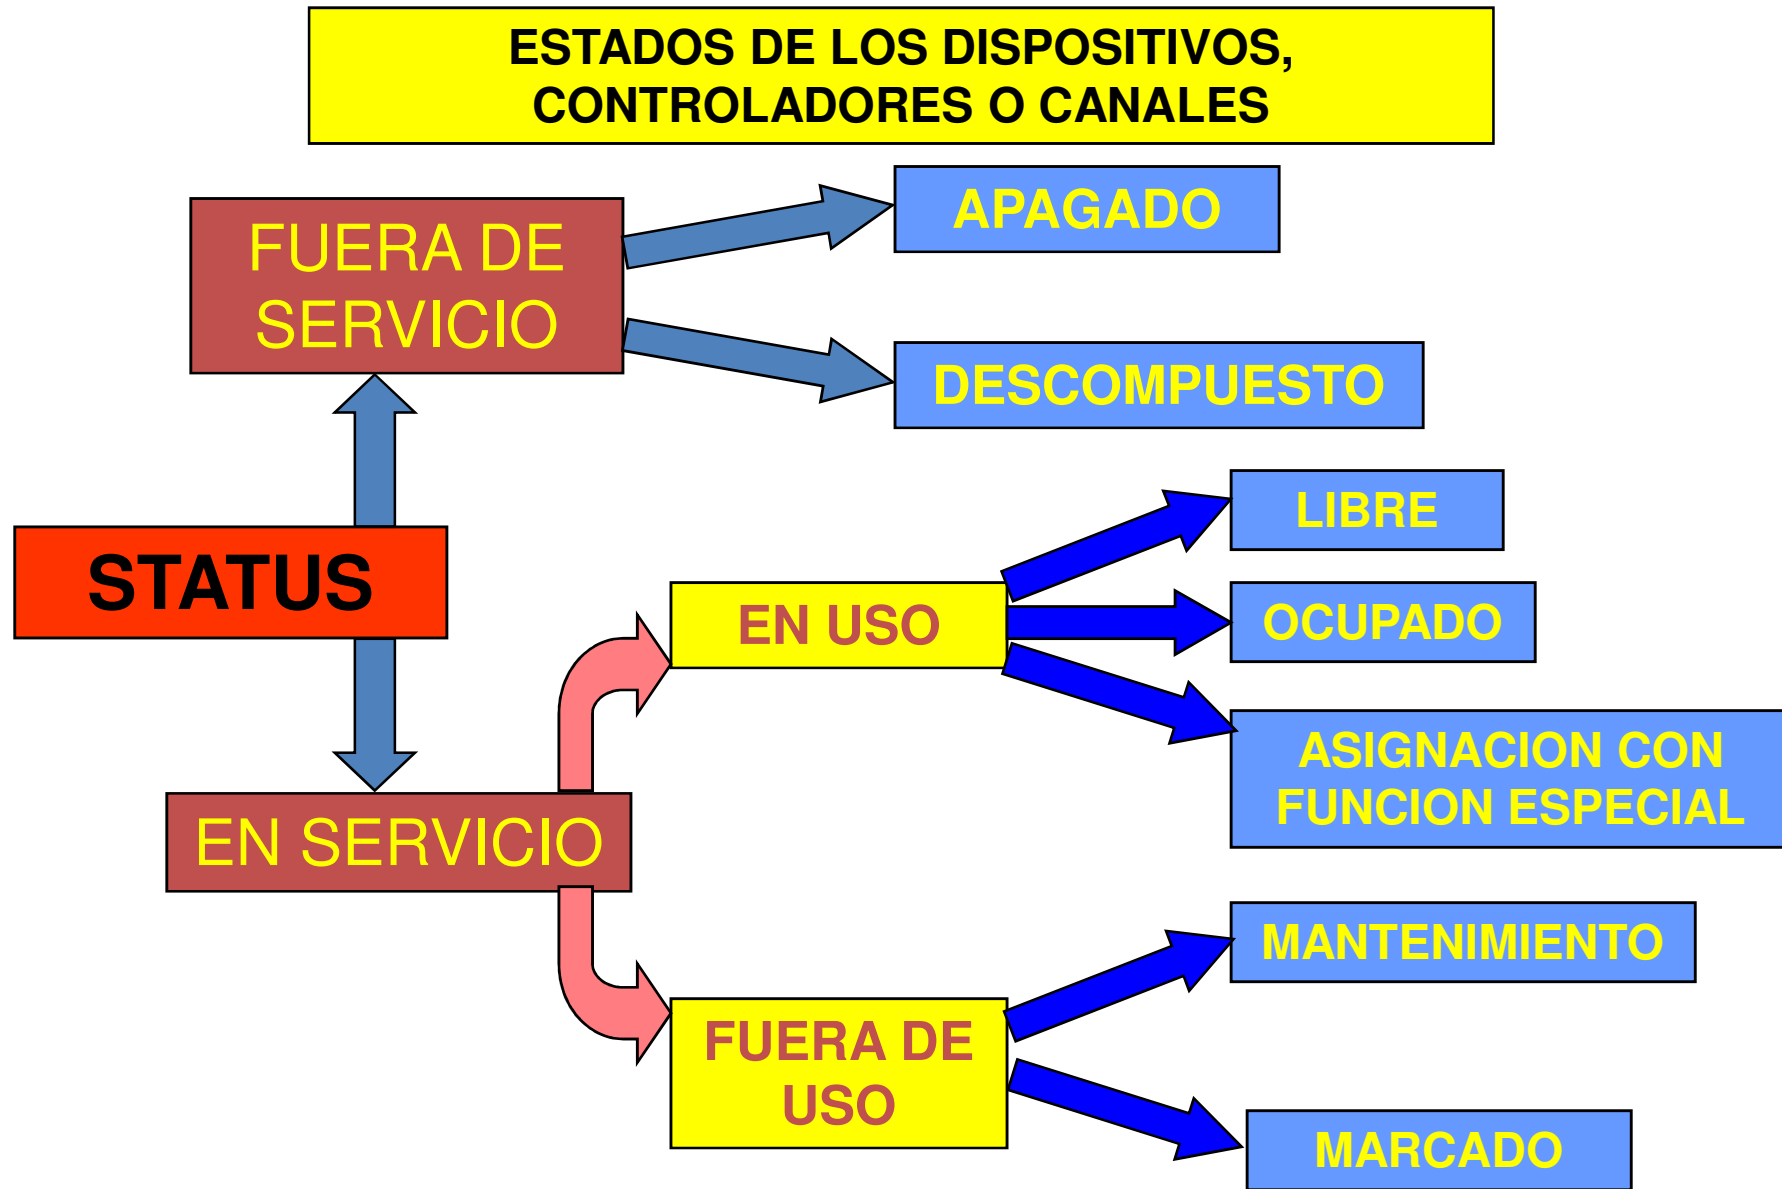 ESTADOS DE LOS DISPOSITIVOS,
CONTROLADORES O CANALES
FUERA DE
SERVICIO
APAGADO
DESCOMPUESTO
STATUS
EN SERVICIO
EN USO
LIBRE
OCUPADO
ASIGNACION CON
FUNCION ESPECIAL
FUERA DE
USO
MANTENIMIENTO
MARCADO